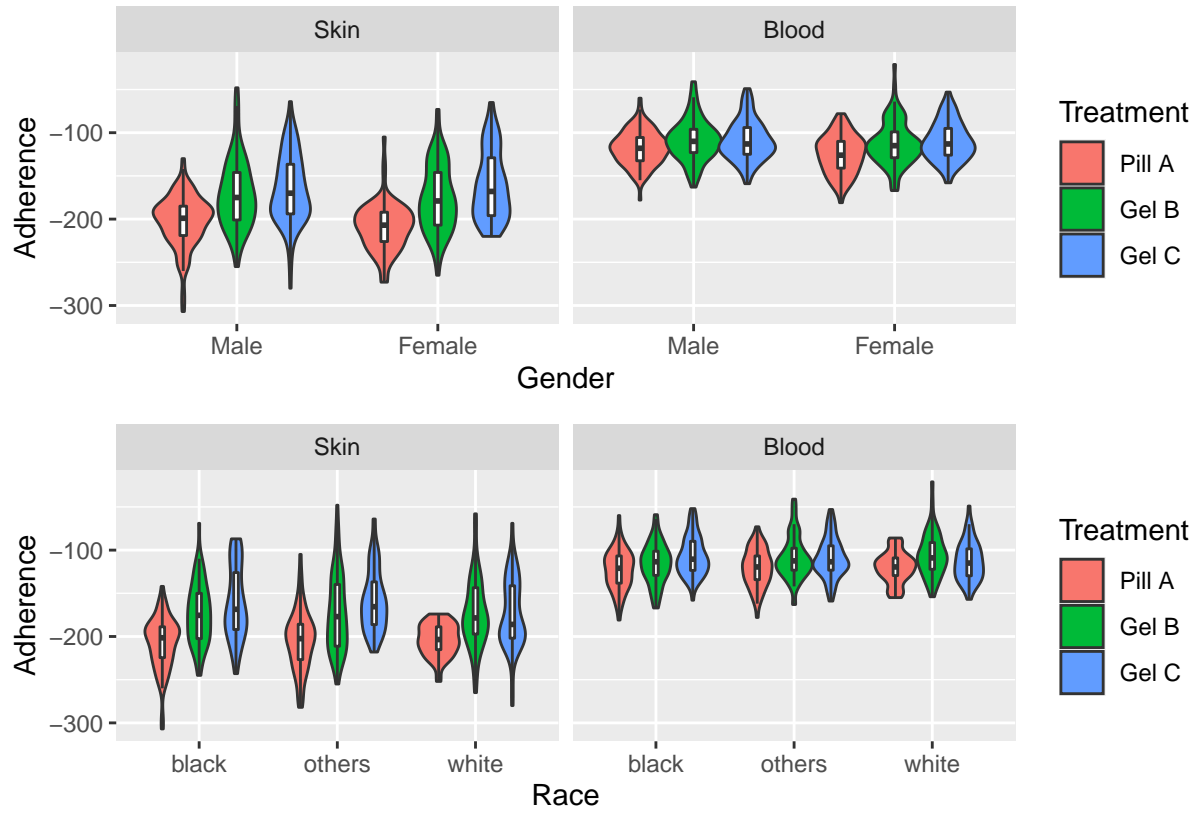 Skin Blood
Adherence
−100
−200
−300
Male Female Male Female
Gender
Treatment
Pill A
Gel B
Gel C
Skin Blood
Adherence
−100
−200
−300
black others white black others white
Race
Treatment
Pill A
Gel B
Gel C